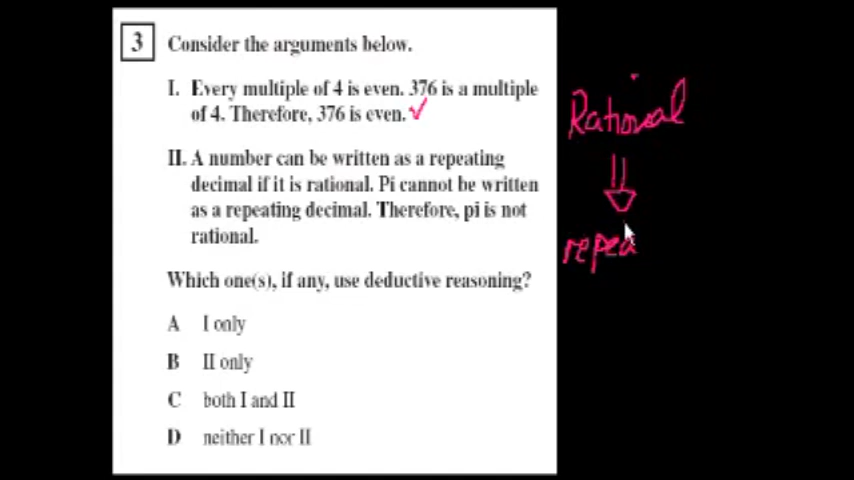 3 Consider the arguments below.
I. Every multiple of 4 is even. 376 is a multiple
of 4. Therefore, 376 is even. ✓
II. A number can be written as a repeating
decimal if it is rational. Pi cannot be written
as a repeating decimal. Therefore, pi is not
rational.
Which one(s), if any, use deductive reasoning?
A I only
B II only
C both I and II
D neither I nor II
Rational
⇓
repea